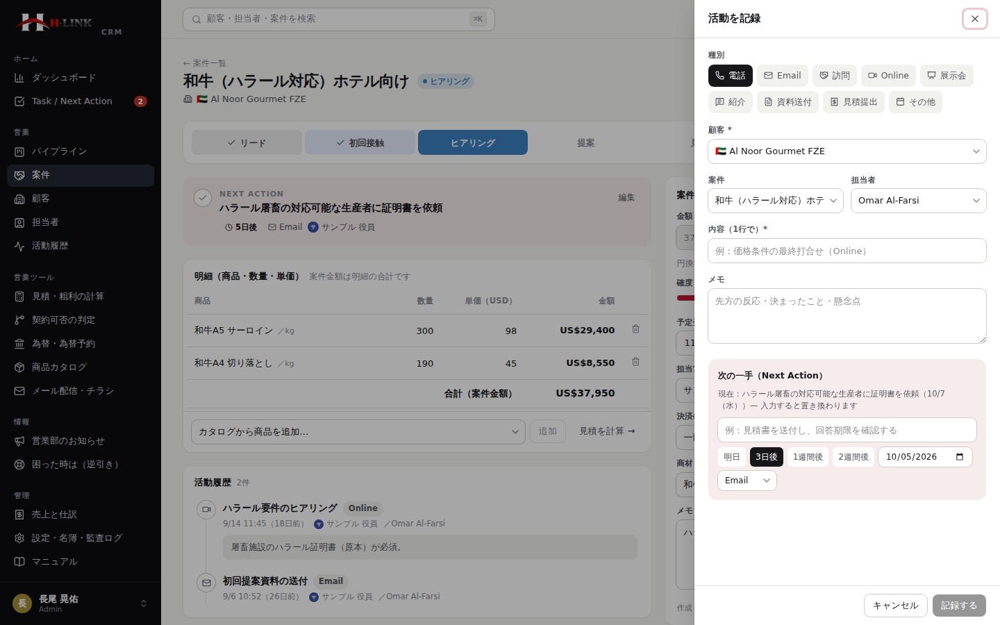 H-LINK
CRM
ホーム
ダッシュボード
Task / Next Action 2
営業
パイプライン
案件
顧客
担当者
活動履歴
営業ツール
見積・粗利の計算
契約可否の判定
為替・為替予約
商品カタログ
メール配信・チラシ
情報
営業部のお知らせ
困った時は（逆引き）
管理
売上と仕訳
設定・名簿・監査ログ
マニュアル
長 長尾 晃佑
Admin
顧客・担当者・案件を検索 ⌘K
← 案件一覧
和牛（ハラール対応）ホテル向け ヒアリング
🇦🇪 Al Noor Gourmet FZE
リード 初回接触 ヒアリング 提案
NEXT ACTION
ハラール屠畜の対応可能な生産者に証明書を依頼 編集
5日後 Email サ サンプル 役員
明細（商品・数量・単価） 案件金額は明細の合計です
商品 数量 単価（USD） 金額
和牛A5 サーロイン ／kg 300 98 US$29,400
和牛A4 切り落とし ／kg 190 45 US$8,550
合計（案件金額） US$37,950
カタログから商品を追加… 追加 見積を計算 →
活動履歴 2件
ハラール要件のヒアリング Online
9/14 11:45（18日前） サ サンプル 役員 ／Omar Al-Farsi
屠畜施設のハラール証明書（原本）が必須。
初回提案資料の送付 Email
9/6 10:52（26日前） サ サンプル 役員 ／Omar Al-Farsi
案件
金額
37
円換
確度
予定
11
担当
サ
決済
一
商材
和
メモ
ハ
作成
活動を記録
種別
電話 Email 訪問 Online 展示会
紹介 資料送付 見積提出 その他
顧客 *
🇦🇪 Al Noor Gourmet FZE
案件 担当者
和牛（ハラール対応）ホテ Omar Al-Farsi
内容（1行で）*
例：価格条件の最終打合せ（Online）
メモ
先方の反応・決まったこと・懸念点
次の一手（Next Action）
現在：ハラール屠畜の対応可能な生産者に証明書を依頼（10/7
（水））— 入力すると置き換わります
例：見積書を送付し、回答期限を確認する
明日 3日後 1週間後 2週間後 10/05/2026
Email
キャンセル 記録する